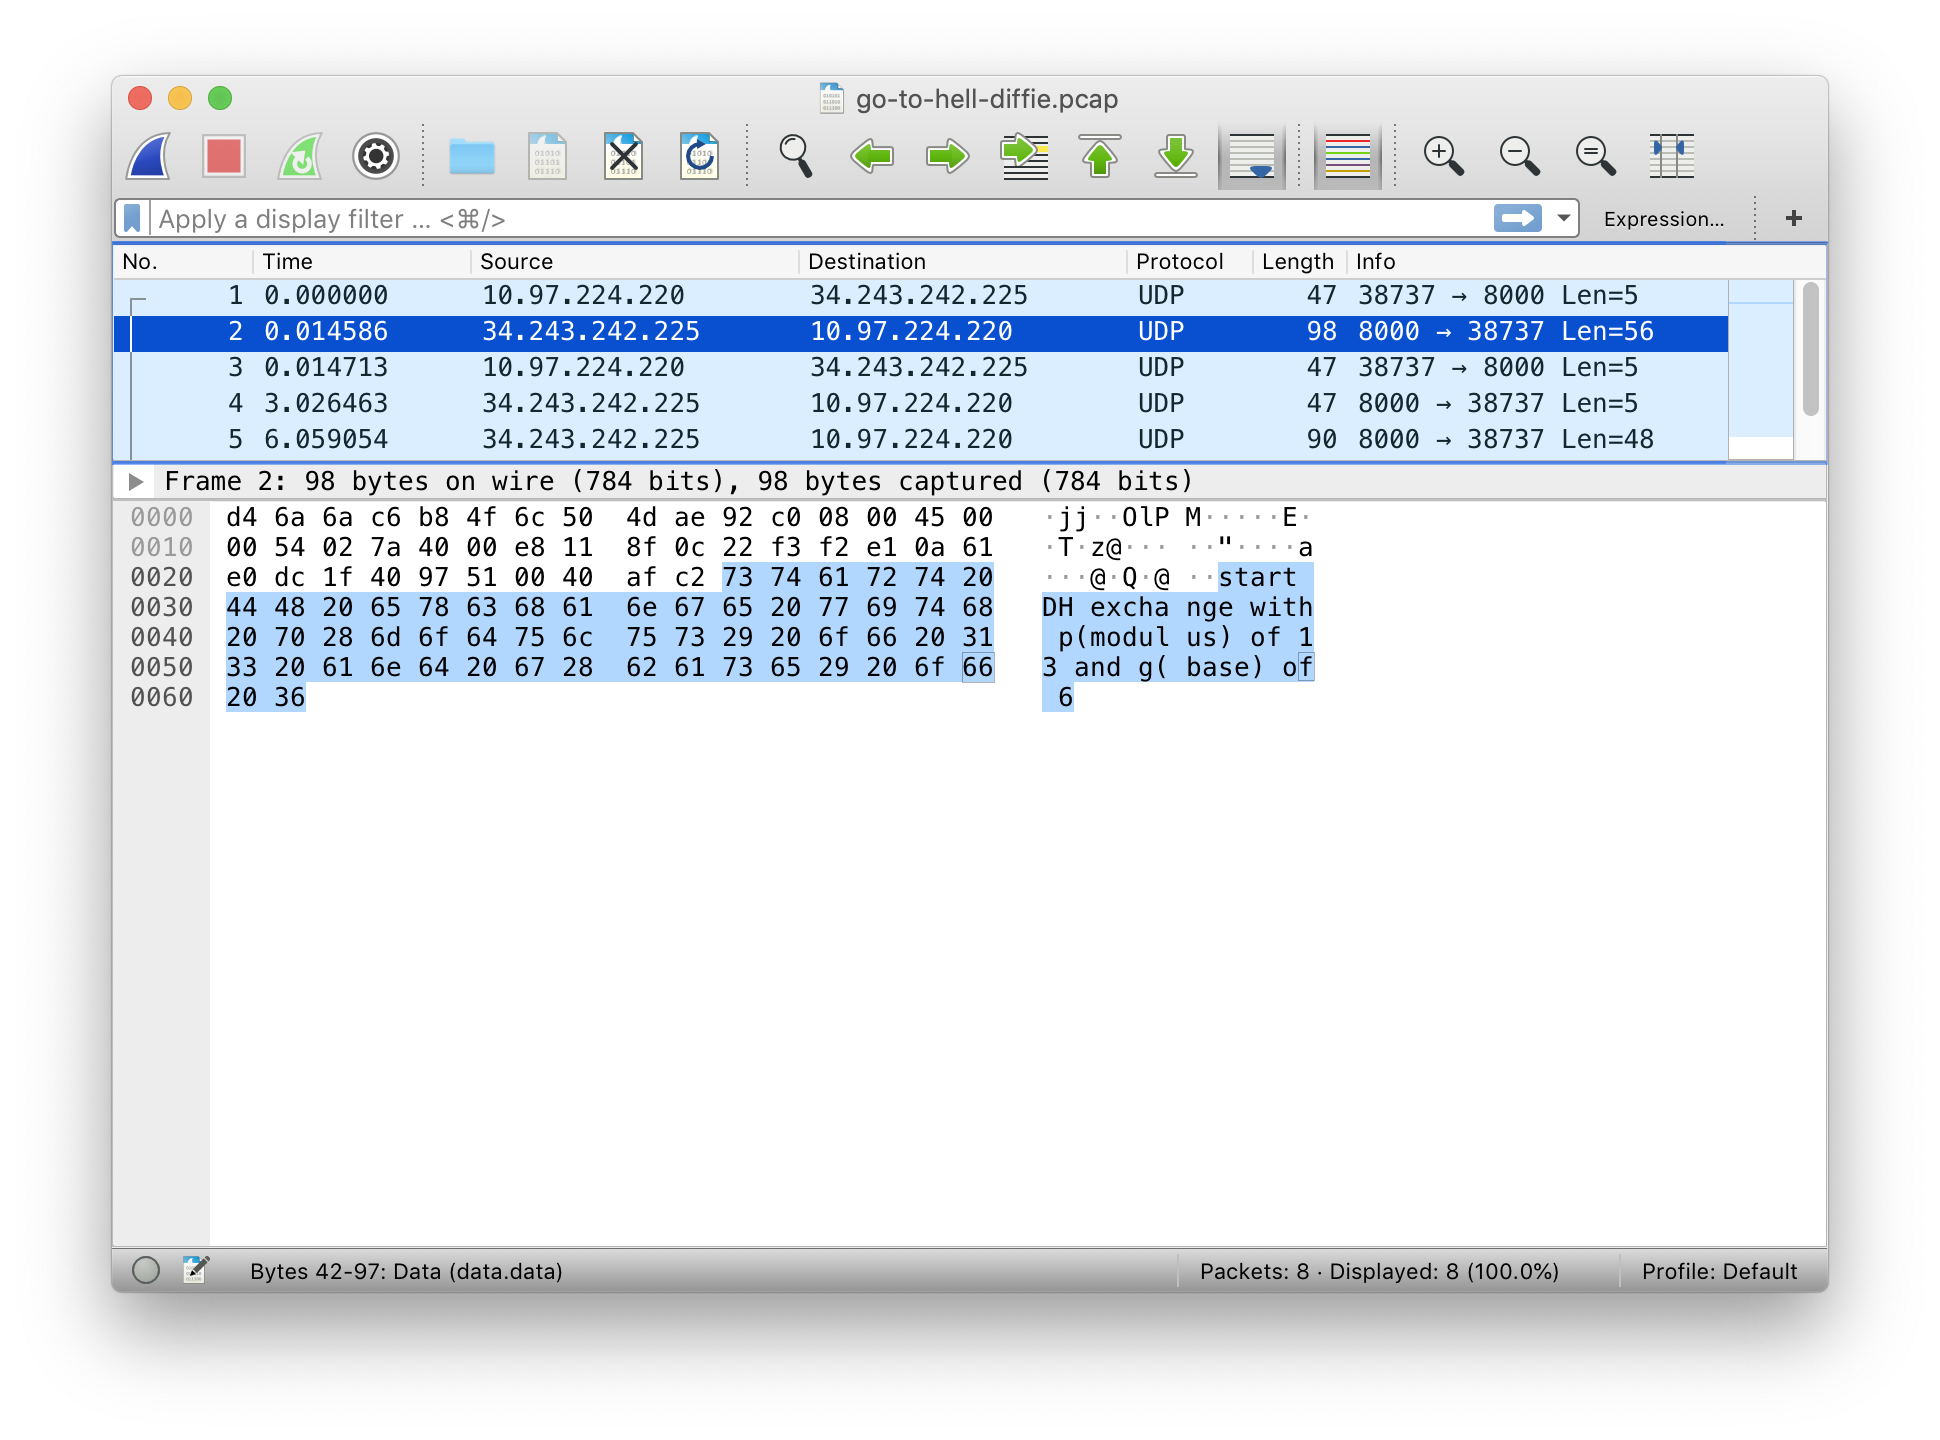 go-to-hell-diffie.pcap
Apply a display filter ... <⌘/>
Expression...
+
No. Time Source Destination Protocol Length Info
1 0.000000 10.97.224.220 34.243.242.225 UDP 47 38737 → 8000 Len=5
2 0.014586 34.243.242.225 10.97.224.220 UDP 98 8000 → 38737 Len=56
3 0.014713 10.97.224.220 34.243.242.225 UDP 47 38737 → 8000 Len=5
4 3.026463 34.243.242.225 10.97.224.220 UDP 47 8000 → 38737 Len=5
5 6.059054 34.243.242.225 10.97.224.220 UDP 90 8000 → 38737 Len=48
Frame 2: 98 bytes on wire (784 bits), 98 bytes captured (784 bits)
0000 d4 6a 6a c6 b8 4f 6c 50 4d ae 92 c0 08 00 45 00 ·jj··OlP M·····E·
0010 00 54 02 7a 40 00 e8 11 8f 0c 22 f3 f2 e1 0a 61 ·T·z@··· ··"····a
0020 e0 dc 1f 40 97 51 00 40 af c2 73 74 61 72 74 20 ···@·Q·@ ··start
0030 44 48 20 65 78 63 68 61 6e 67 65 20 77 69 74 68 DH excha nge with
0040 20 70 28 6d 6f 64 75 6c 75 73 29 20 6f 66 20 31 p(modul us) of 1
0050 33 20 61 6e 64 20 67 28 62 61 73 65 29 20 6f 66 3 and g( base) of
0060 20 36 6
Bytes 42-97: Data (data.data) Packets: 8 · Displayed: 8 (100.0%) Profile: Default